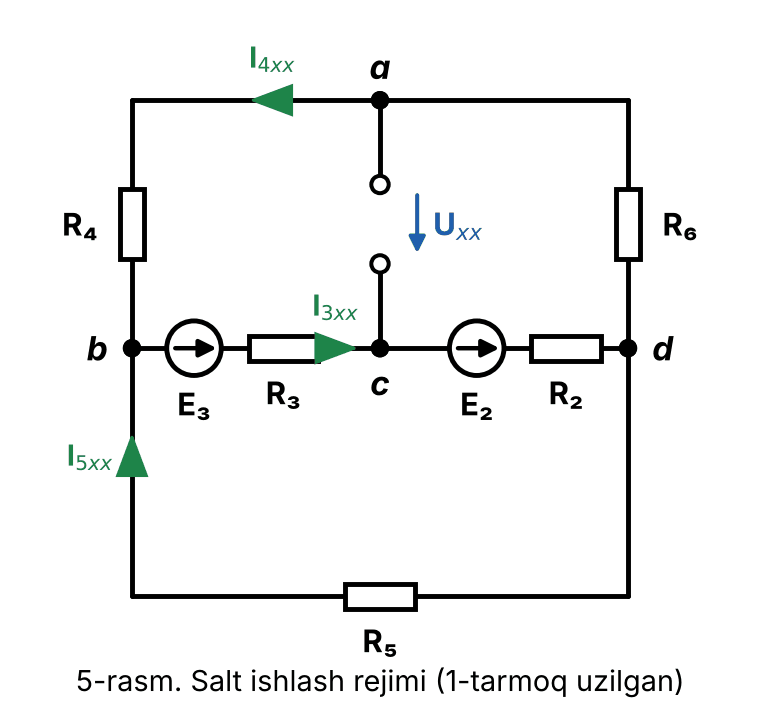 I₄xx
a
R₄
Uxx
R₆
I₃xx
b
c
d
E₃
R₃
E₂
R₂
I₅xx
R₅
5-rasm. Salt ishlash rejimi (1-tarmoq uzilgan)